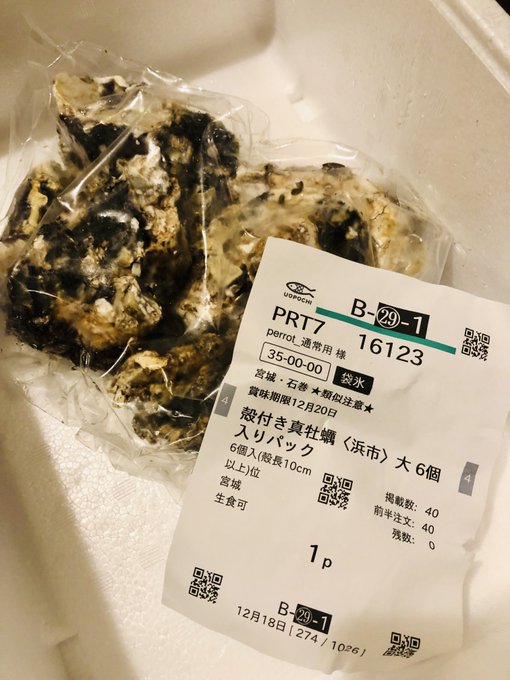 UOPOCHI
B-㉙-1
PRT7
16123
perrot_通常用 様
35-00-00
袋氷
宮城・石巻 ★類似注意★
賞味期限12月20日
4
殻付き真牡蠣〈浜市〉大 6個
入りパック
4
6個入(殻長10cm
以上)位
宮城
生食可
掲載数: 40
前半注文: 40
残数: 0
1p
B-㉙-1
12月18日 [ 274 / 1026 ]